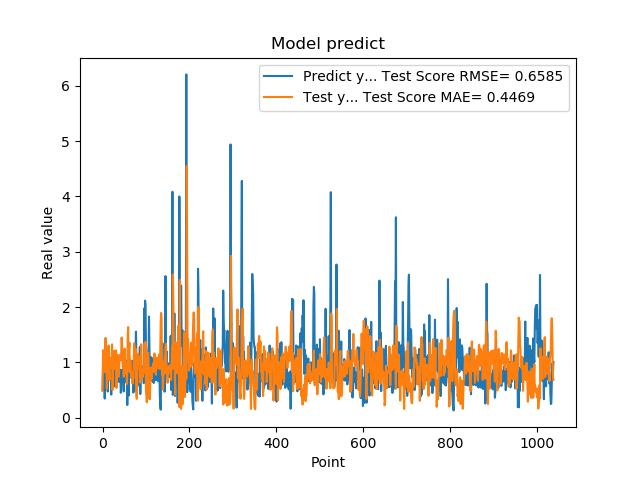 Model predict
Predict y... Test Score RMSE= 0.6585
Test y... Test Score MAE= 0.4469
Real value
6
5
4
3
2
1
0
0 200 400 600 800 1000
Point